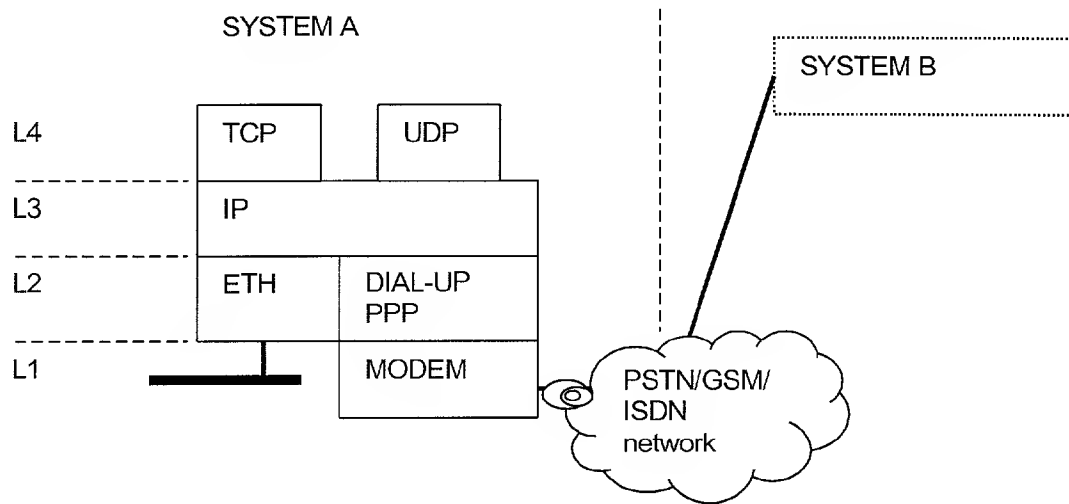 SYSTEM A
SYSTEM B
L4
TCP
UDP
L3
IP
L2
ETH
DIAL-UP
PPP
L1
MODEM
PSTN/GSM/
ISDN
network